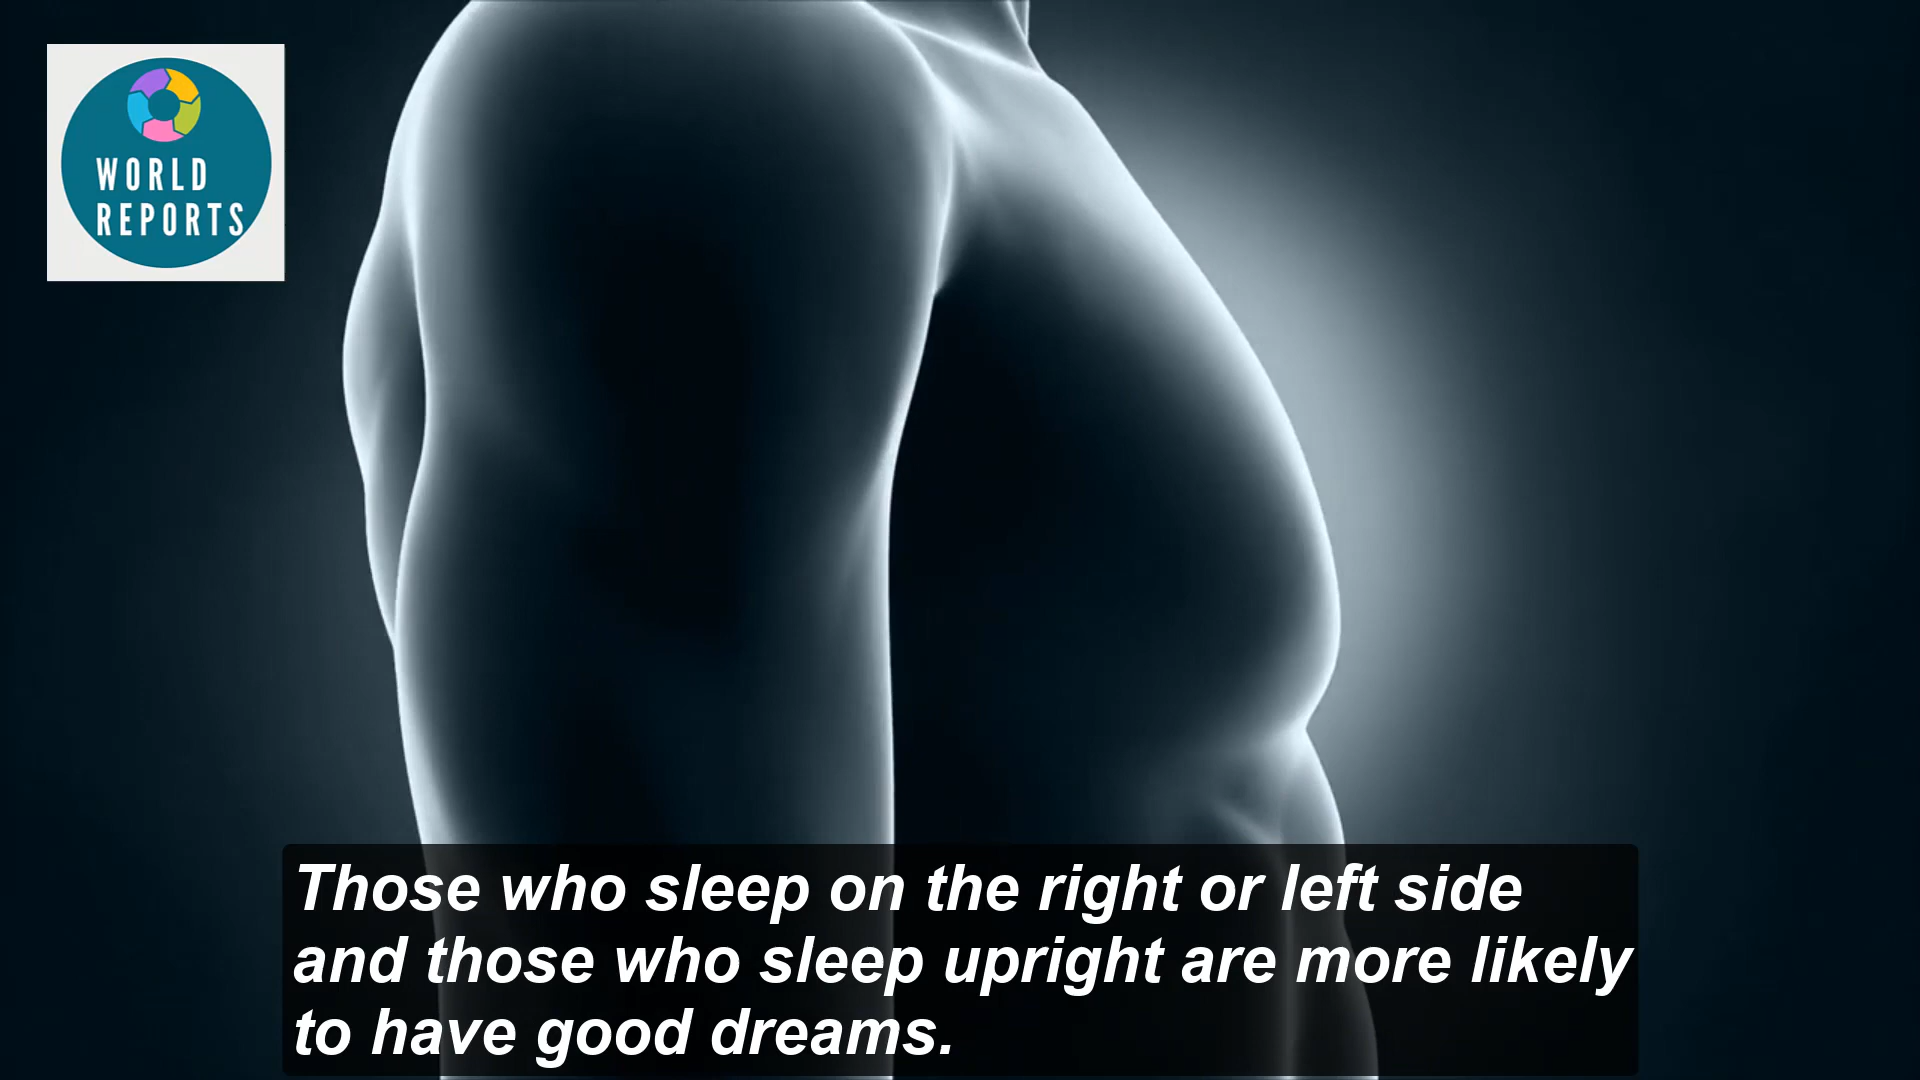 WORLD
REPORTS
Those who sleep on the right or left side
and those who sleep upright are more likely
to have good dreams.